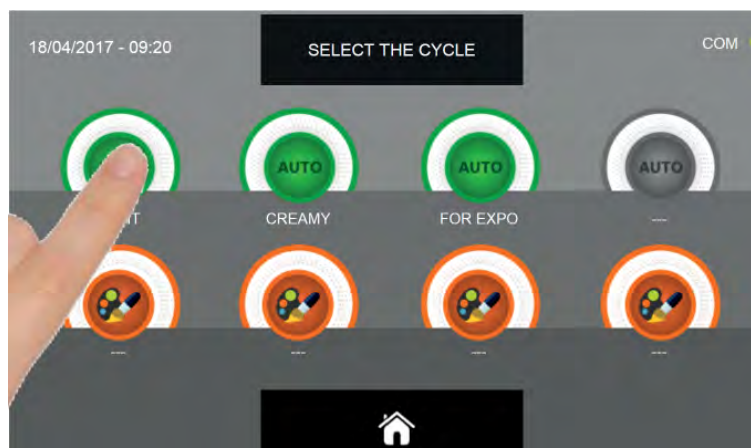 18/04/2017 - 09:20
SELECT THE CYCLE
COM
AUTO
AUTO
AUTO
CREAMY
FOR EXPO
---
---
---
---
---